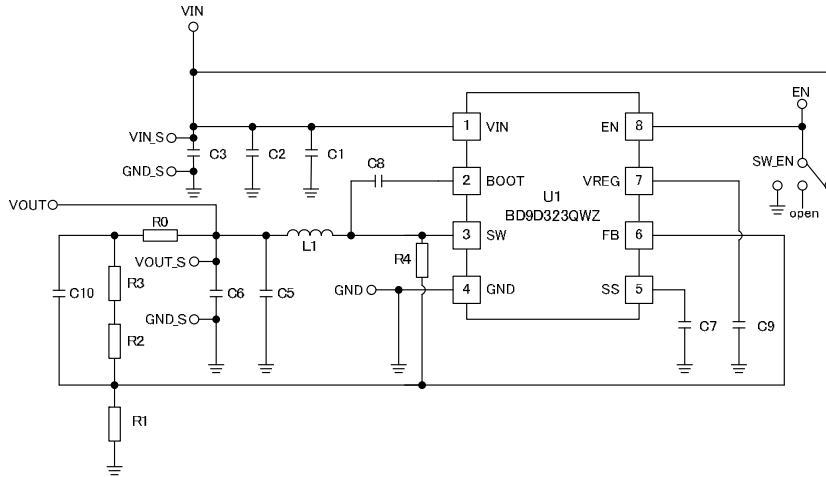 VIN
EN
VIN_S
C3
C2
C1
GND_S
1
VIN
EN
8
SW_EN
open
C8
2
BOOT
VREG
7
U1
BD9D323QWZ
VOUT
R0
L1
3
SW
FB
6
R4
VOUT_S
C10
R3
C6
C5
GND
4
GND
SS
5
GND_S
R2
C7
C9
R1